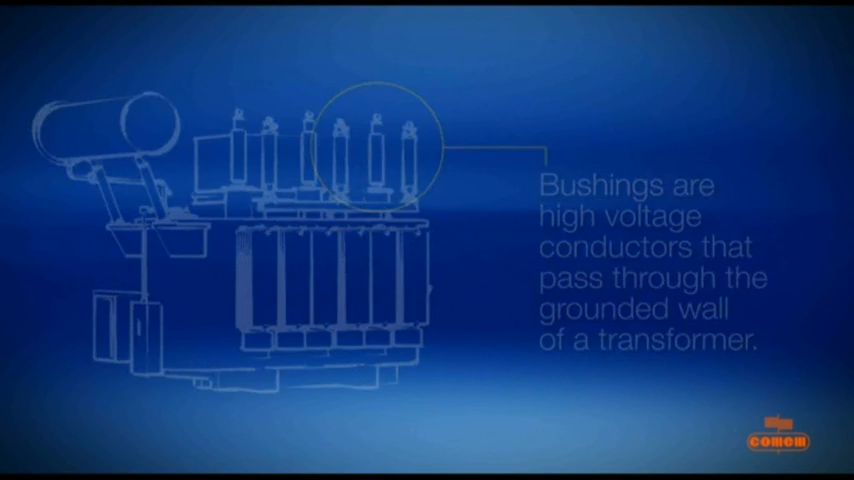 Bushings are
high voltage
conductors that
pass through the
grounded wall
of a transformer.
comem